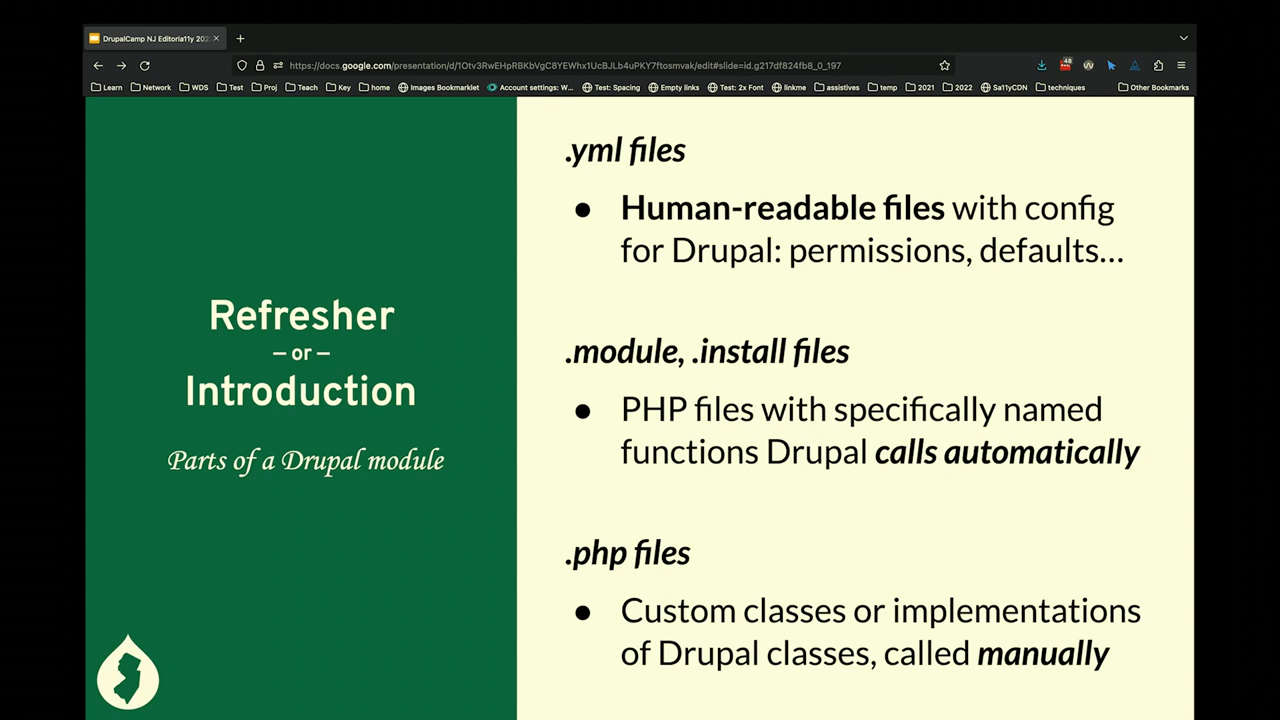 DrupalCamp NJ Editoria11y 202
https://docs.google.com/presentation/d/1Otv3RwEHpRBKbVgC8YEWhx1UcBJLb4uPKY7ftosmvak/edit#slide=id.g217df824fb8_0_197
48
Learn Network WDS Test Proj Teach Key home Images Bookmarklet Account settings: W... Test: Spacing Empty links Test: 2x Font linkme assistives temp 2021 2022 Sa11yCDN techniques Other Bookmarks
Refresher
– or –
Introduction
Parts of a Drupal module
.yml files
● Human-readable files with config
for Drupal: permissions, defaults…
.module, .install files
● PHP files with specifically named
functions Drupal calls automatically
.php files
● Custom classes or implementations
of Drupal classes, called manually